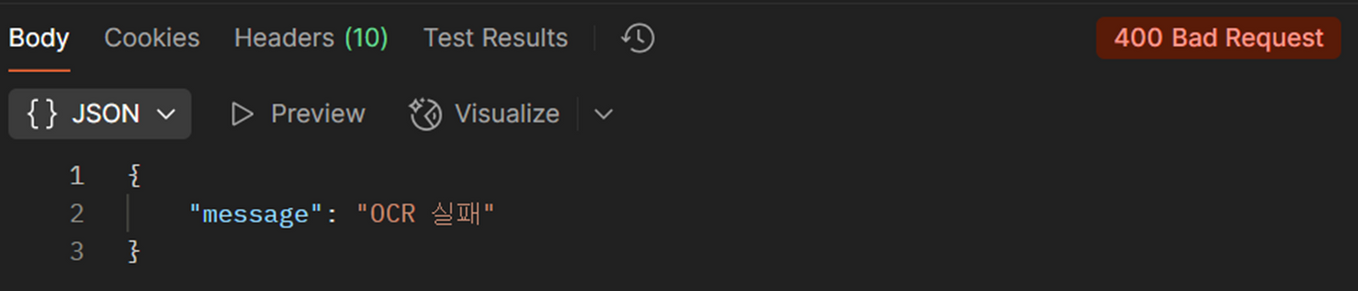 Body Cookies Headers (10) Test Results 400 Bad Request
{} JSON Preview Visualize
1 {
2 "message": "OCR 실패"
3 }